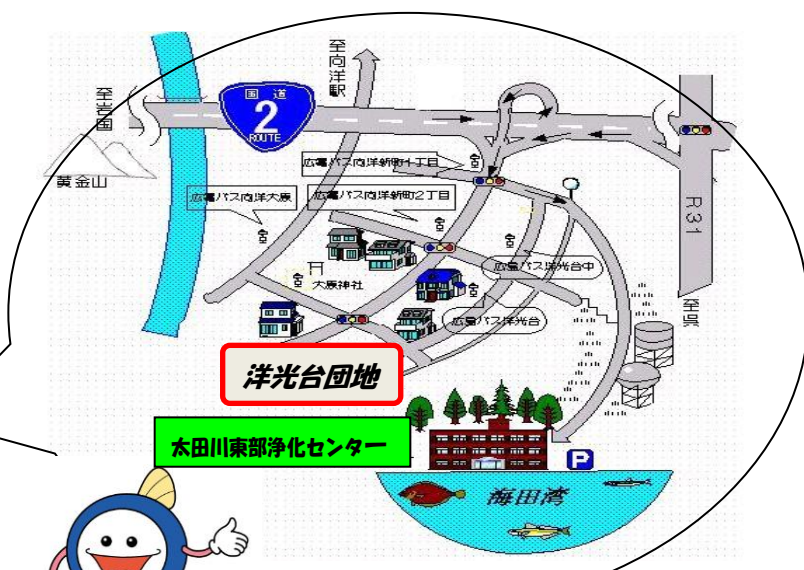 至向洋駅
至岩国
国道
2
ROUTE
黄金山
広電バス向洋新町1丁目
広電バス向洋大原
広電バス向洋新町2丁目
R31
大原神社
広島バス洋光台中
至呉
広島バス洋光台
洋光台団地
太田川東部浄化センター
P
海田湾